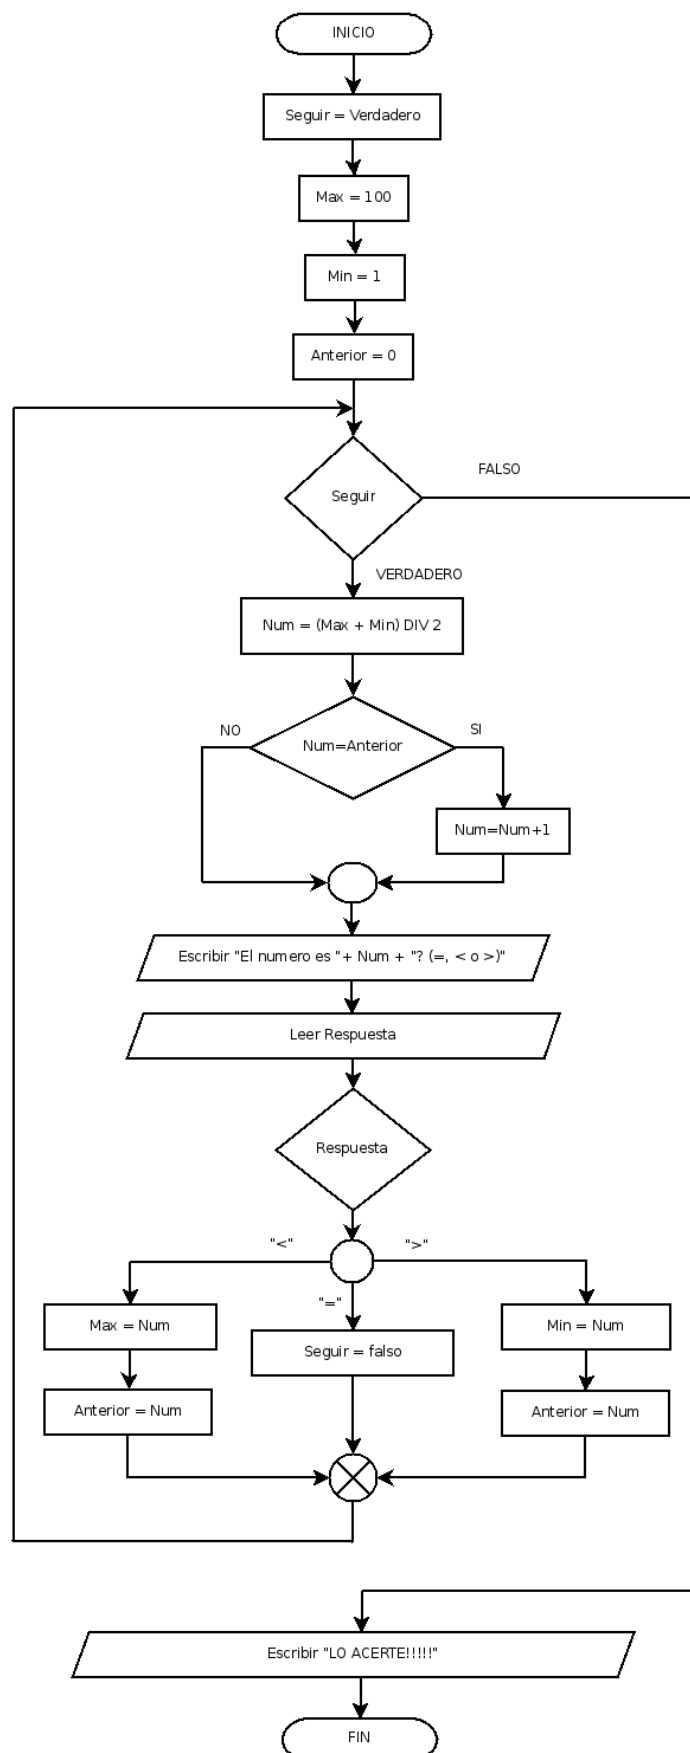 INICIO
Seguir = Verdadero
Max = 100
Min = 1
Anterior = 0
Seguir
FALSO
VERDADERO
Num = (Max + Min) DIV 2
Num=Anterior
NO
SI
Num=Num+1
Escribir "El numero es "+ Num + "? (=, < o >)"
Leer Respuesta
Respuesta
"<"
">"
"="
Max = Num
Seguir = falso
Min = Num
Anterior = Num
Anterior = Num
Escribir "LO ACERTE!!!!!"
FIN